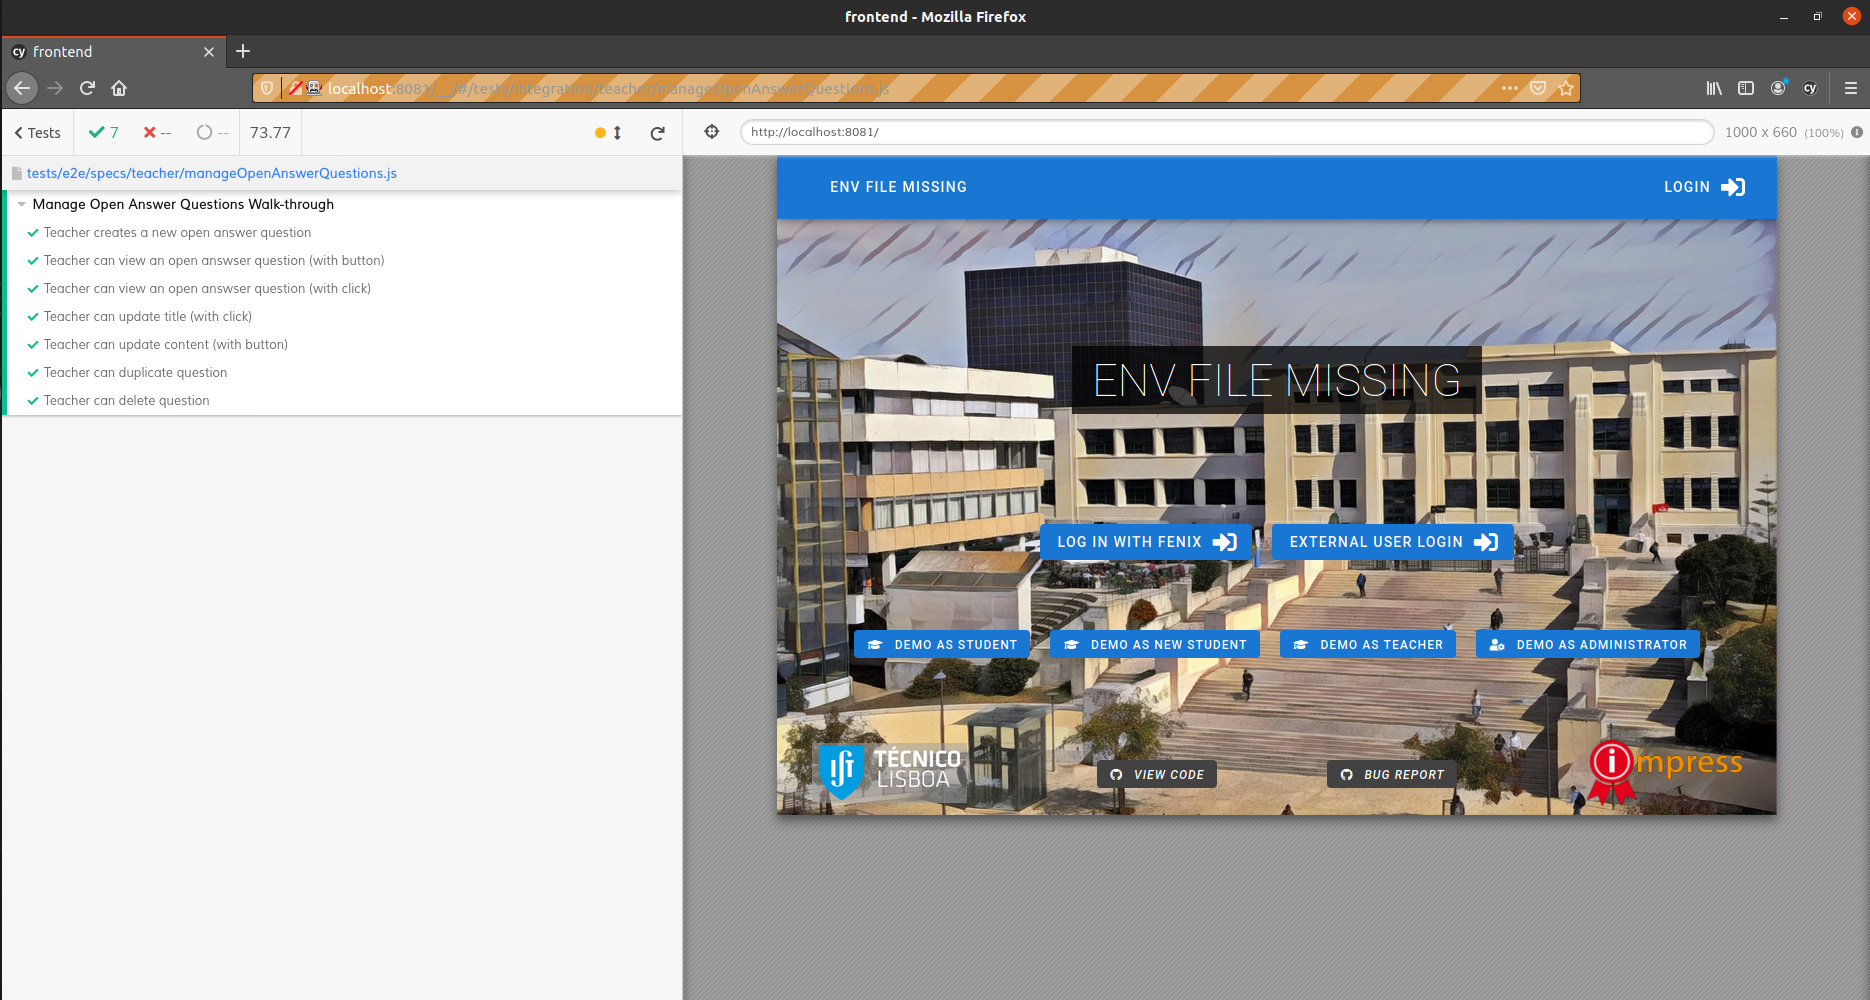 frontend - Mozilla Firefox
cy frontend
localhost:8081/__/#/tests/integration/teacher/manageOpenAnswerQuestions.js
cy
Tests 7 -- -- 73.77
http://localhost:8081/ 1000 x 660 (100%)
tests/e2e/specs/teacher/manageOpenAnswerQuestions.js
Manage Open Answer Questions Walk-through
Teacher creates a new open answer question
Teacher can view an open answser question (with button)
Teacher can view an open answser question (with click)
Teacher can update title (with click)
Teacher can update content (with button)
Teacher can duplicate question
Teacher can delete question
ENV FILE MISSING LOGIN
ENV FILE MISSING
LOG IN WITH FENIX EXTERNAL USER LOGIN
DEMO AS STUDENT DEMO AS NEW STUDENT DEMO AS TEACHER DEMO AS ADMINISTRATOR
TÉCNICO
LISBOA
VIEW CODE BUG REPORT
impress